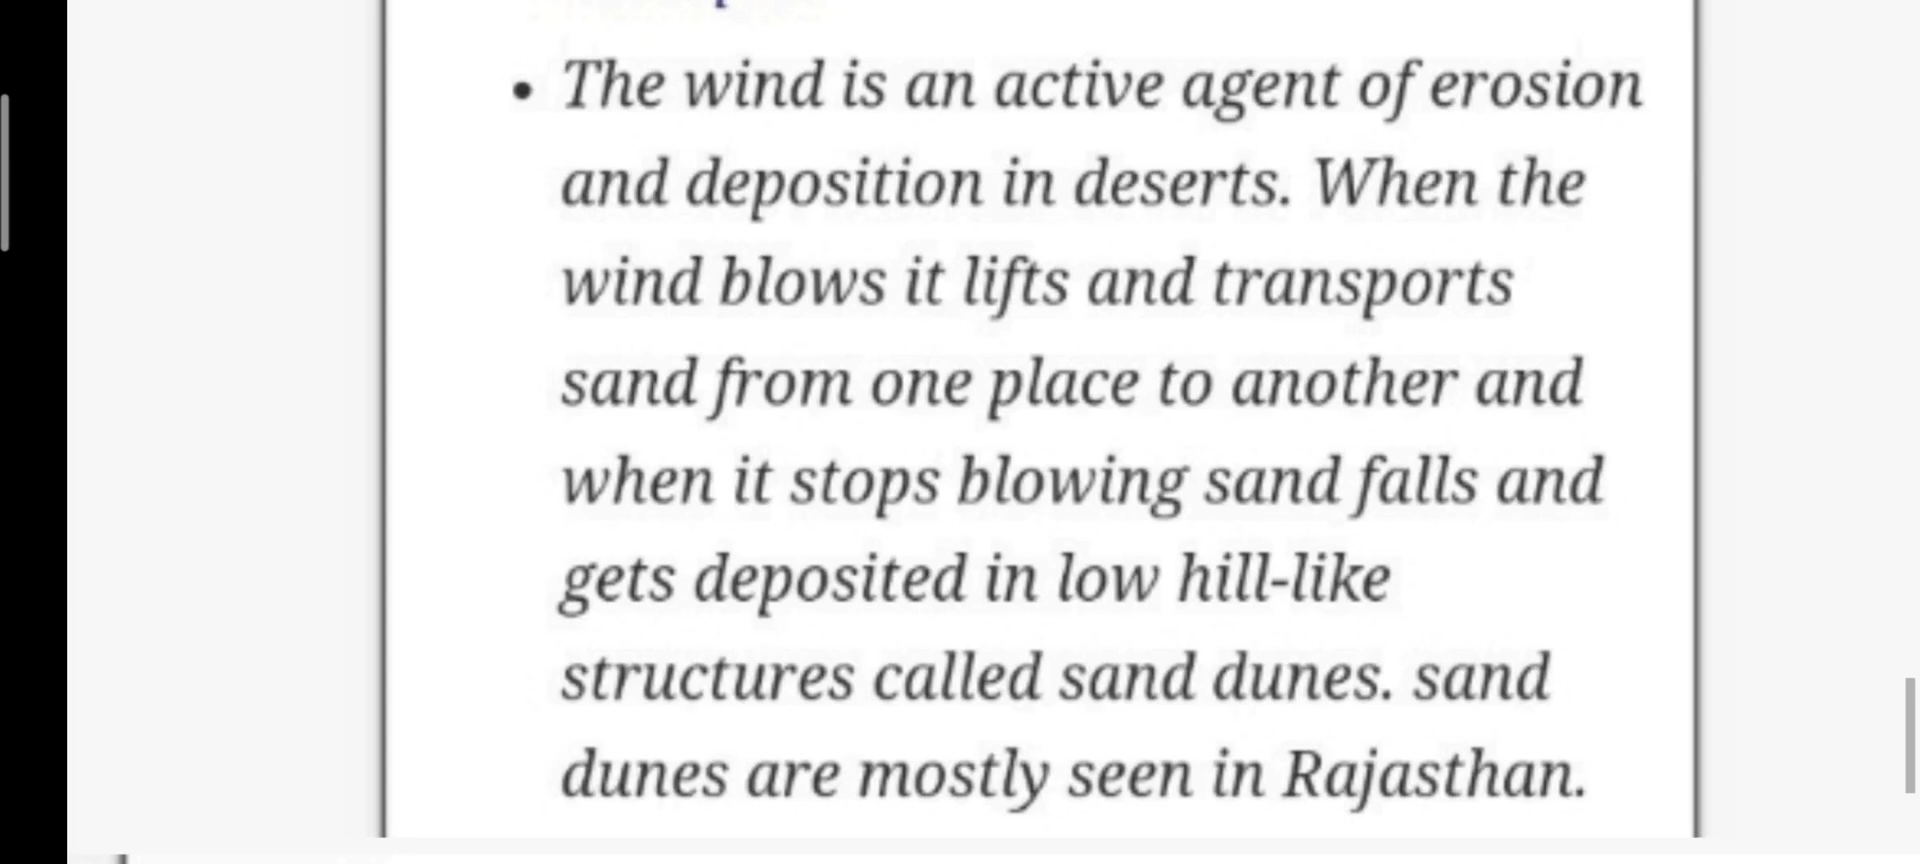 • The wind is an active agent of erosion
and deposition in deserts. When the
wind blows it lifts and transports
sand from one place to another and
when it stops blowing sand falls and
gets deposited in low hill-like
structures called sand dunes. sand
dunes are mostly seen in Rajasthan.